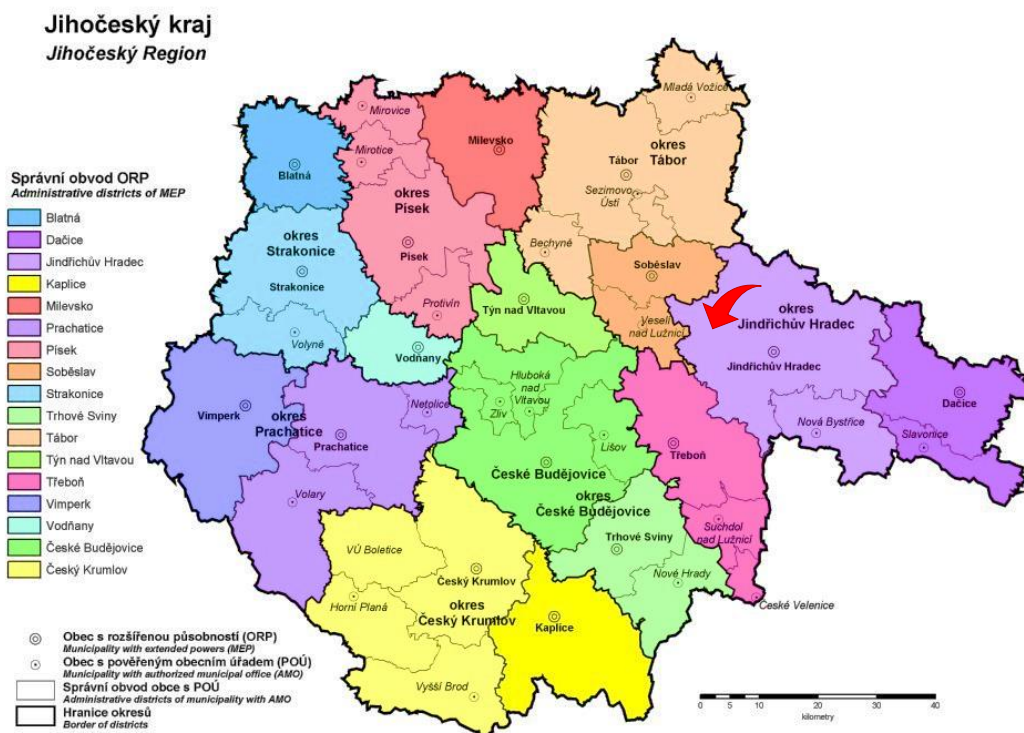 Jihočeský kraj
Jihočeský Region
Správní obvod ORP
Administrative districts of MEP
Blatná
Dačice
Jindřichův Hradec
Kaplice
Milevsko
Prachatice
Písek
Soběslav
Strakonice
Trhové Sviny
Tábor
Týn nad Vltavou
Třeboň
Vimperk
Vodňany
České Budějovice
Český Krumlov
Mladá Vožice
Mirovice
Milevsko
okres
Tábor
Tábor
Mirotice
Blatná
Sezimovo
Ústí
okres
Písek
Bechyně
okres
Strakonice
Písek
Soběslav
Strakonice
Protivín
Týn nad Vltavou
Veselí
nad Lužnicí
okres
Jindřichův Hradec
Volyně
Vodňany
Jindřichův Hradec
Hluboká
nad
Vltavou
Zliv
Netolice
Dačice
Vimperk
okres
Prachatice
Prachatice
Nová Bystřice
Slavonice
Lišov
Třeboň
České Budějovice
okres
České Budějovice
Volary
Suchdol
nad Lužnicí
Trhové Sviny
VÚ Boletice
Český Krumlov
Nové Hrady
České Velenice
Horní Planá
okres
Český Krumlov
Kaplice
Vyšší Brod
Obec s rozšířenou působností (ORP)
Municipality with extended powers (MEP)
Obec s pověřeným obecním úřadem (POÚ)
Municipality with authorized municipal office (AMO)
Správní obvod obce s POÚ
Administrative districts of municipality with AMO
Hranice okresů
Border of districts
0 5 10 20 30 40
kilometry